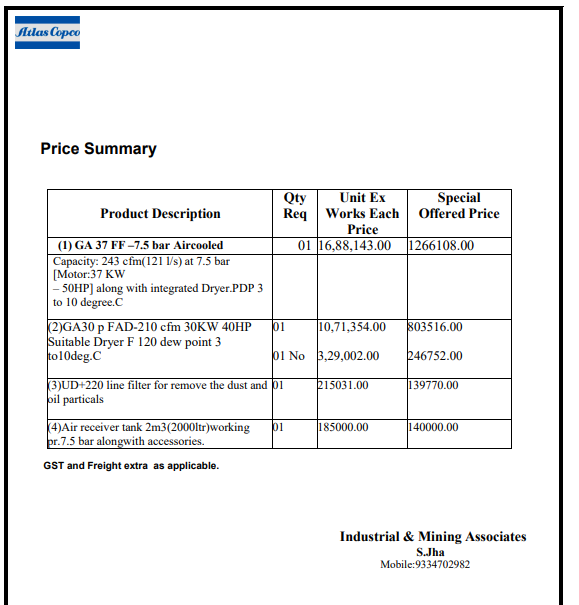 Atlas Copco
Price Summary
Product Description
Qty
Req
Unit Ex
Works Each
Price
Special
Offered Price
(1) GA 37 FF –7.5 bar Aircooled 01 16,88,143.00 1266108.00
Capacity: 243 cfm(121 l/s) at 7.5 bar
[Motor:37 KW
– 50HP] along with integrated Dryer.PDP 3
to 10 degree.C
(2)GA30 p FAD-210 cfm 30KW 40HP 01 10,71,354.00 803516.00
Suitable Dryer F 120 dew point 3
to10deg.C 01 No 3,29,002.00 246752.00
(3)UD+220 line filter for remove the dust and 01 215031.00 139770.00
oil particals
(4)Air receiver tank 2m3(2000ltr)working 01 185000.00 140000.00
pr.7.5 bar alongwith accessories.
GST and Freight extra as applicable.
Industrial & Mining Associates
S.Jha
Mobile:9334702982